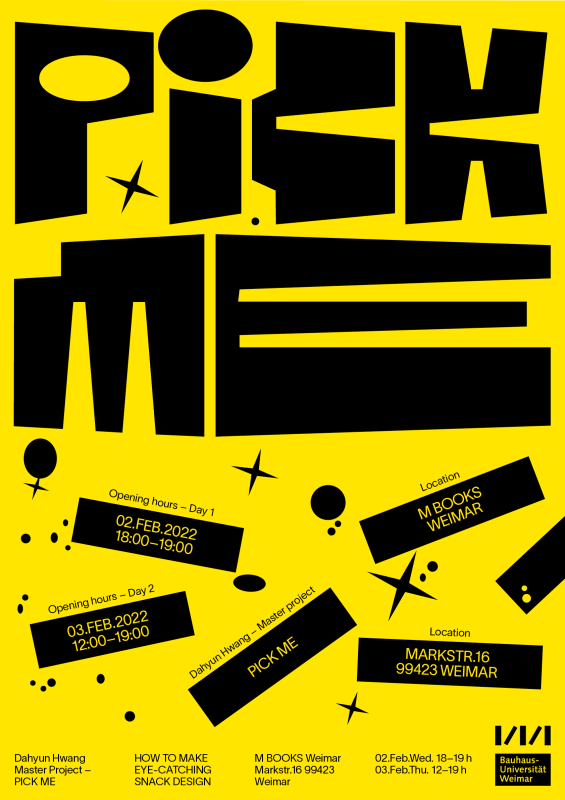 PiCK
ME
Opening hours – Day 1
02.FEB.2022
18:00–19:00
Location
M BOOKS
WEIMAR
Opening hours – Day 2
03.FEB.2022
12:00–19:00
Dahyun Hwang – Master project
PICK ME
Location
MARKSTR.16
99423 WEIMAR
Dahyun Hwang
Master Project –
PICK ME
HOW TO MAKE
EYE-CATCHING
SNACK DESIGN
M BOOKS Weimar
Markstr.16 99423
Weimar
02.Feb.Wed. 18–19 h
03.Feb.Thu. 12–19 h
Bauhaus-
Universität
Weimar